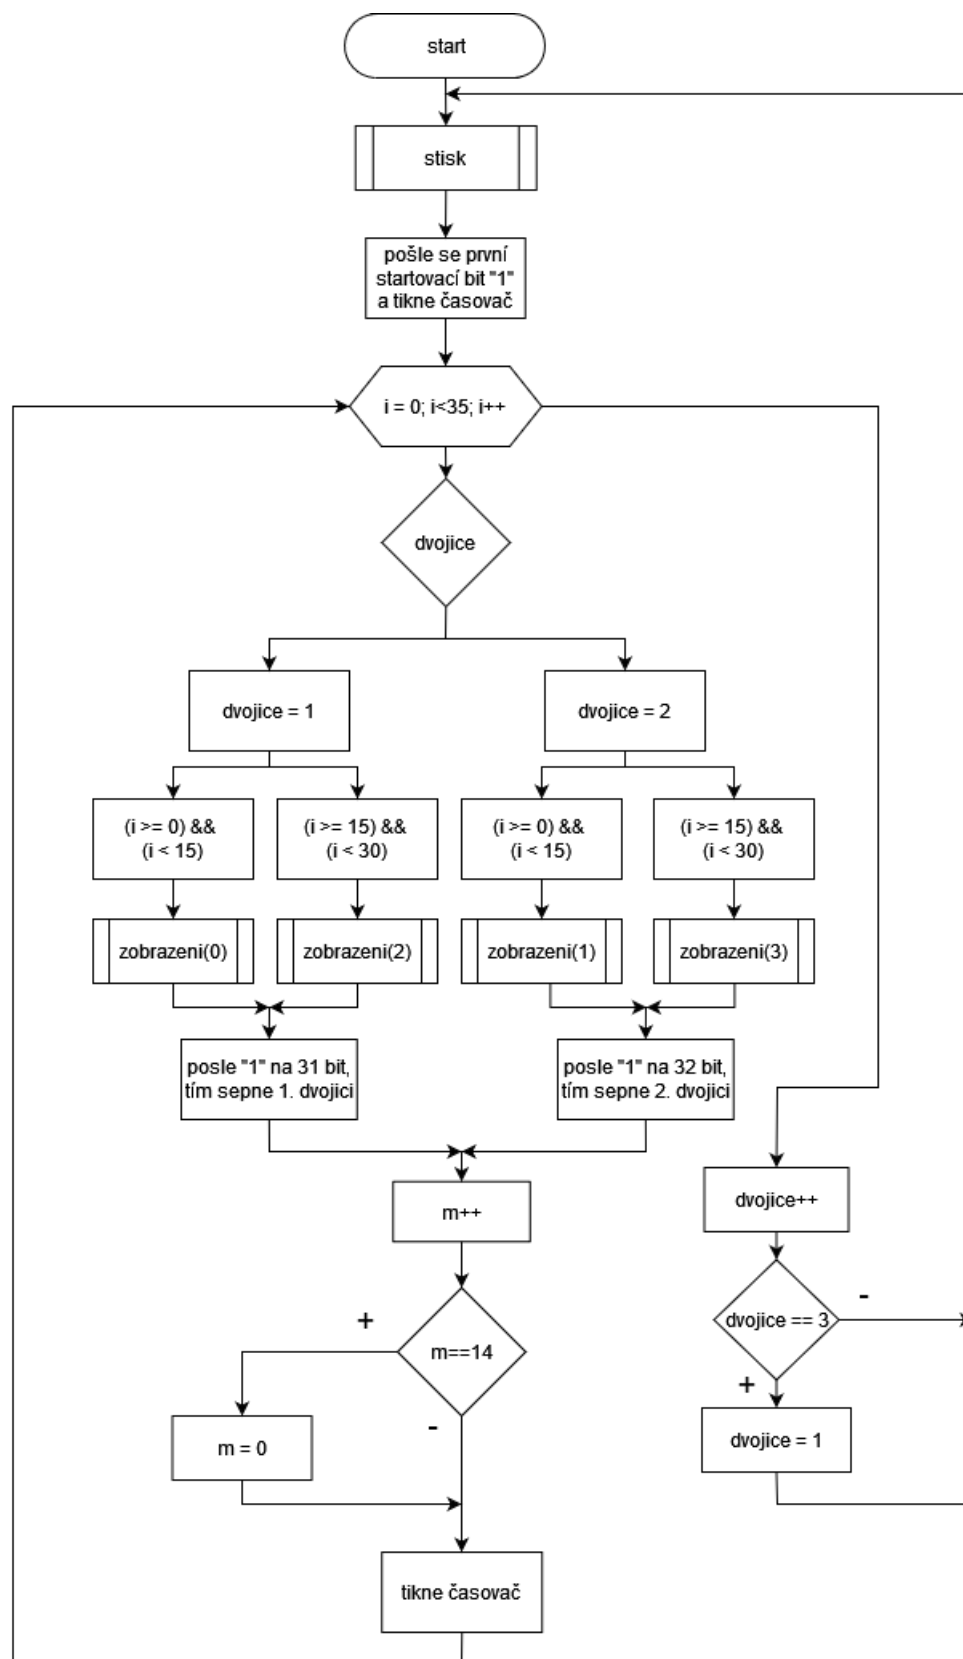 start
stisk
pošle se první
startovací bit "1"
a tikne časovač
i = 0; i<35; i++
dvojice
dvojice = 1
dvojice = 2
(i >= 0) &&
(i < 15)
(i >= 15) &&
(i < 30)
(i >= 0) &&
(i < 15)
(i >= 15) &&
(i < 30)
zobrazeni(0)
zobrazeni(2)
zobrazeni(1)
zobrazeni(3)
posle "1" na 31 bit,
tím sepne 1. dvojici
posle "1" na 32 bit,
tím sepne 2. dvojici
m++
dvojice++
+
m==14
-
m = 0
dvojice == 3
-
+
dvojice = 1
tikne časovač